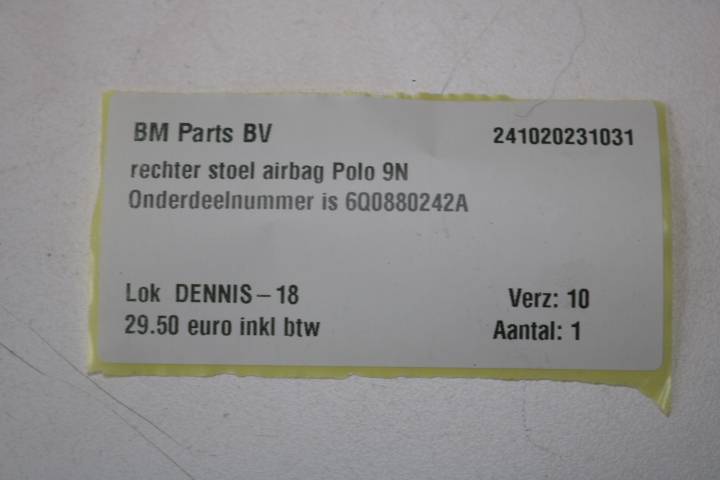 BM Parts BV 241020231031
rechter stoel airbag Polo 9N
Onderdeelnummer is 6Q0880242A
Lok DENNIS-18 Verz: 10
29.50 euro inkl btw Aantal: 1